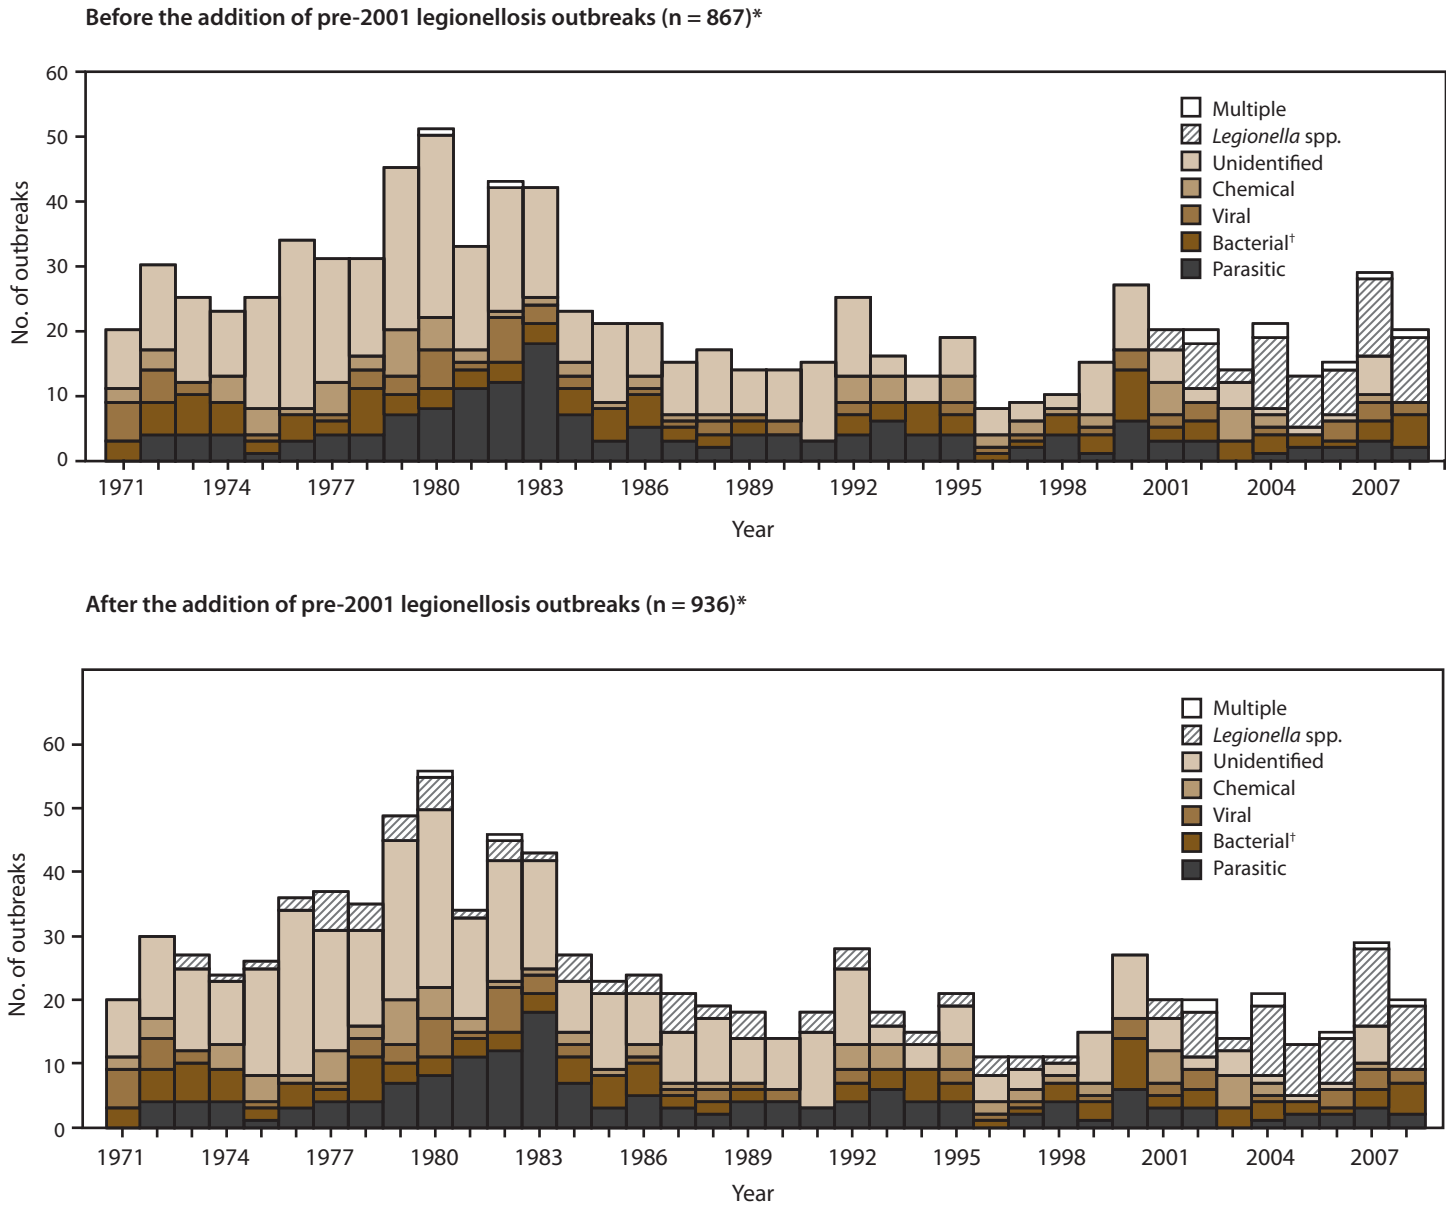 Before the addition of pre-2001 legionellosis outbreaks (n = 867)*
60
50
40
30
20
10
0
No. of outbreaks
Multiple
Legionella spp.
Unidentified
Chemical
Viral
Bacterial†
Parasitic
1971 1974 1977 1980 1983 1986 1989 1992 1995 1998 2001 2004 2007
Year
After the addition of pre-2001 legionellosis outbreaks (n = 936)*
60
50
40
30
20
10
0
No. of outbreaks
Multiple
Legionella spp.
Unidentified
Chemical
Viral
Bacterial†
Parasitic
1971 1974 1977 1980 1983 1986 1989 1992 1995 1998 2001 2004 2007
Year